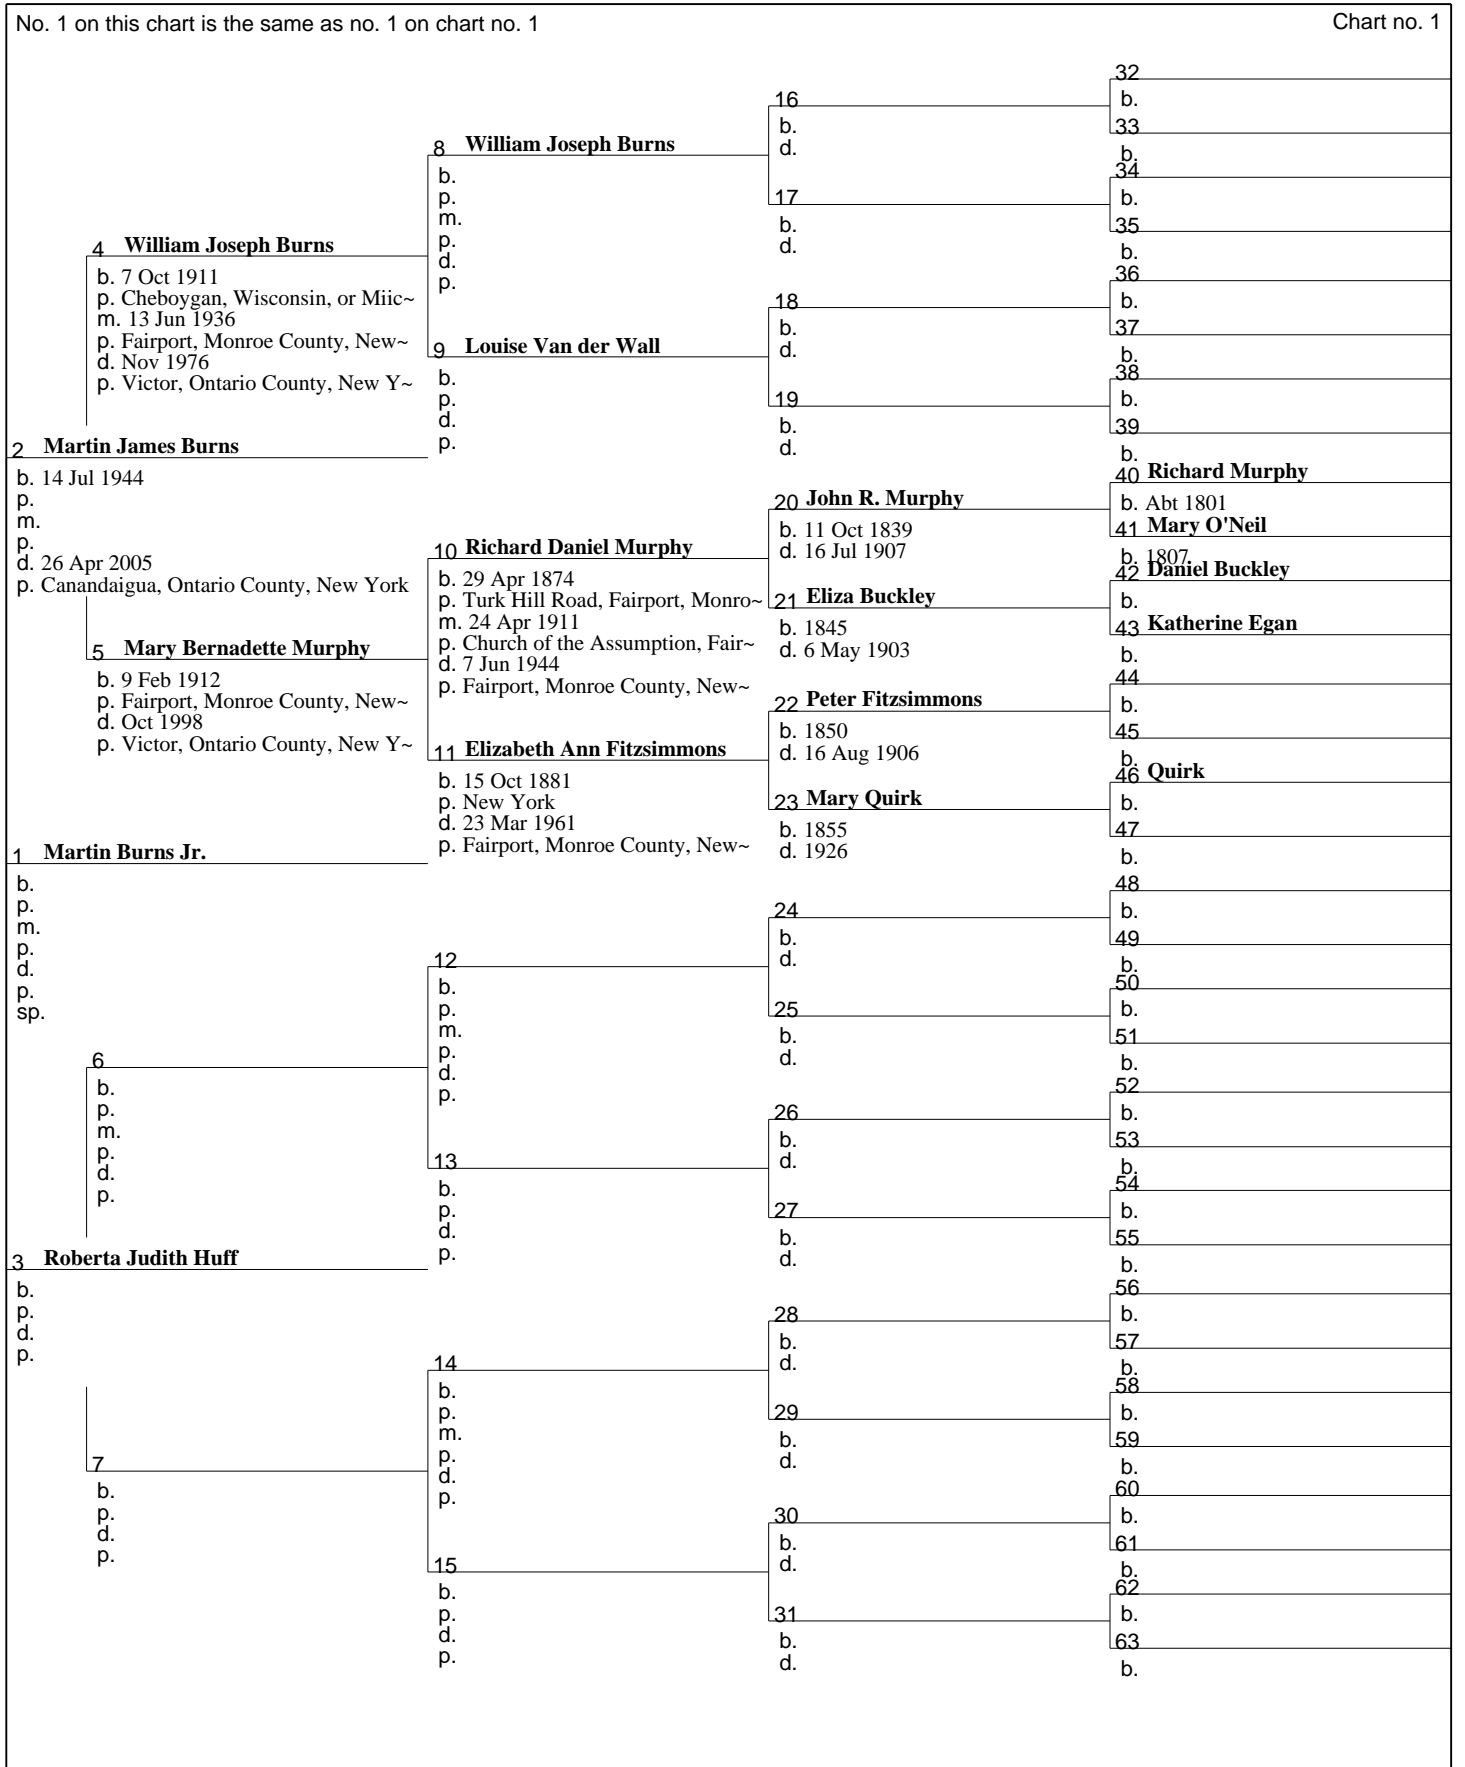 No. 1 on this chart is the same as no. 1 on chart no. 1
Chart no. 1
1 Martin Burns Jr.
b.
p.
m.
p.
d.
p.
sp.
2 Martin James Burns
b. 14 Jul 1944
p.
m.
p.
d. 26 Apr 2005
p. Canandaigua, Ontario County, New York
3 Roberta Judith Huff
b.
p.
d.
p.
4 William Joseph Burns
b. 7 Oct 1911
p. Cheboygan, Wisconsin, or Miic~
m. 13 Jun 1936
p. Fairport, Monroe County, New~
d. Nov 1976
p. Victor, Ontario County, New Y~
5 Mary Bernadette Murphy
b. 9 Feb 1912
p. Fairport, Monroe County, New~
d. Oct 1998
p. Victor, Ontario County, New Y~
6
b.
p.
m.
p.
d.
p.
7
b.
p.
d.
p.
8 William Joseph Burns
b.
p.
m.
p.
d.
p.
9 Louise Van der Wall
b.
p.
d.
p.
10 Richard Daniel Murphy
b. 29 Apr 1874
p. Turk Hill Road, Fairport, Monro~
m. 24 Apr 1911
p. Church of the Assumption, Fair~
d. 7 Jun 1944
p. Fairport, Monroe County, New~
11 Elizabeth Ann Fitzsimmons
b. 15 Oct 1881
p. New York
d. 23 Mar 1961
p. Fairport, Monroe County, New~
12
b.
p.
m.
p.
d.
p.
13
b.
p.
d.
p.
14
b.
p.
m.
p.
d.
p.
15
b.
p.
d.
p.
16
b.
d.
17
b.
d.
18
b.
d.
19
b.
d.
20 John R. Murphy
b. 11 Oct 1839
d. 16 Jul 1907
21 Eliza Buckley
b. 1845
d. 6 May 1903
22 Peter Fitzsimmons
b. 1850
d. 16 Aug 1906
23 Mary Quirk
b. 1855
d. 1926
24
b.
d.
25
b.
d.
26
b.
d.
27
b.
d.
28
b.
d.
29
b.
d.
30
b.
d.
31
b.
d.
32
b.
33
b.
34
b.
35
b.
36
b.
37
b.
38
b.
39
b.
40 Richard Murphy
b. Abt 1801
41 Mary O'Neil
b. 1807
42 Daniel Buckley
b.
43 Katherine Egan
b.
44
b.
45
b.
46 Quirk
b.
47
b.
48
b.
49
b.
50
b.
51
b.
52
b.
53
b.
54
b.
55
b.
56
b.
57
b.
58
b.
59
b.
60
b.
61
b.
62
b.
63
b.